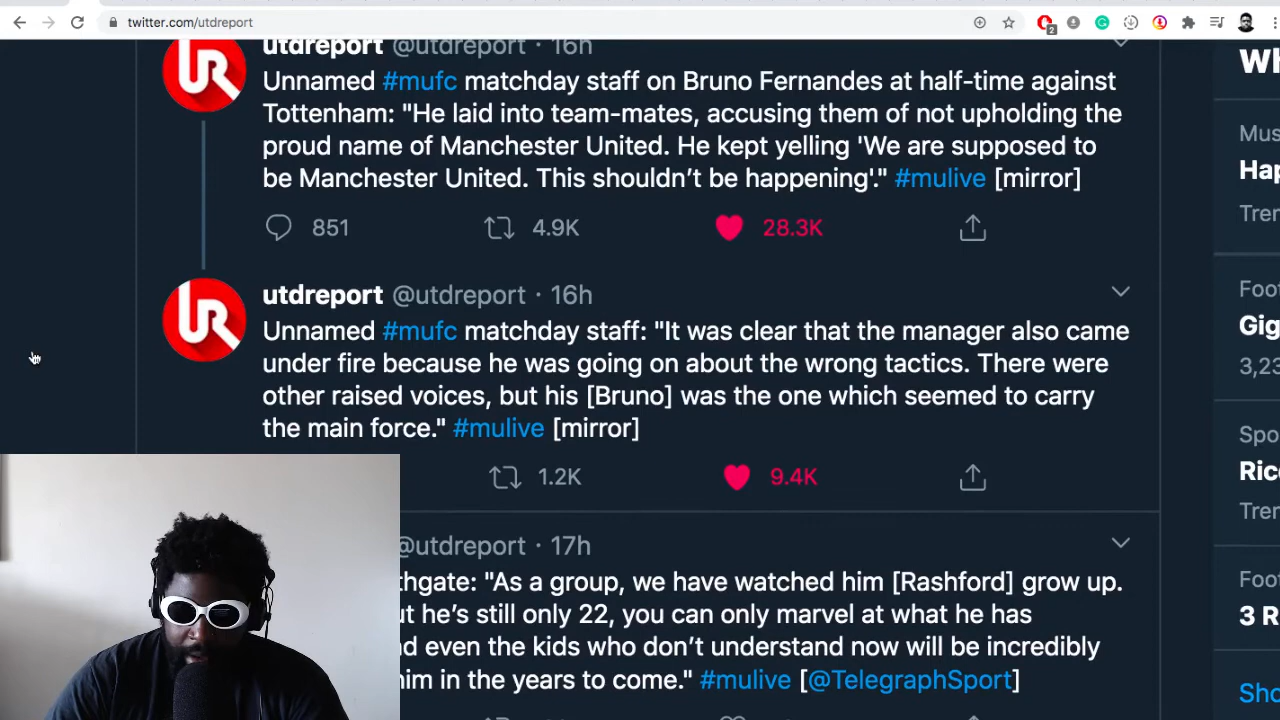 twitter.com/utdreport
2
utdreport @utdreport · 16h
Unnamed #mufc matchday staff on Bruno Fernandes at half-time against
Tottenham: "He laid into team-mates, accusing them of not upholding the
proud name of Manchester United. He kept yelling 'We are supposed to
be Manchester United. This shouldn't be happening'." #mulive [mirror]
851 4.9K 28.3K
utdreport @utdreport · 16h
Unnamed #mufc matchday staff: "It was clear that the manager also came
under fire because he was going on about the wrong tactics. There were
other raised voices, but his [Bruno] was the one which seemed to carry
the main force." #mulive [mirror]
1.2K 9.4K
@utdreport · 17h
thgate: "As a group, we have watched him [Rashford] grow up.
ut he's still only 22, you can only marvel at what he has
d even the kids who don't understand now will be incredibly
him in the years to come." #mulive [@TelegraphSport]
Wh
Mus
Hap
Tren
Foo
Gig
3,23
Spo
Ric
Tren
Foo
3 R
Sho